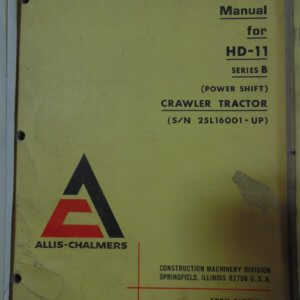 Manual
for
HD-11
SERIES B
(POWER SHIFT)
CRAWLER TRACTOR
(S/N 25L16001-UP)
ALLIS-CHALMERS
CONSTRUCTION MACHINERY DIVISION
SPRINGFIELD, ILLINOIS 62708 U. S. A.